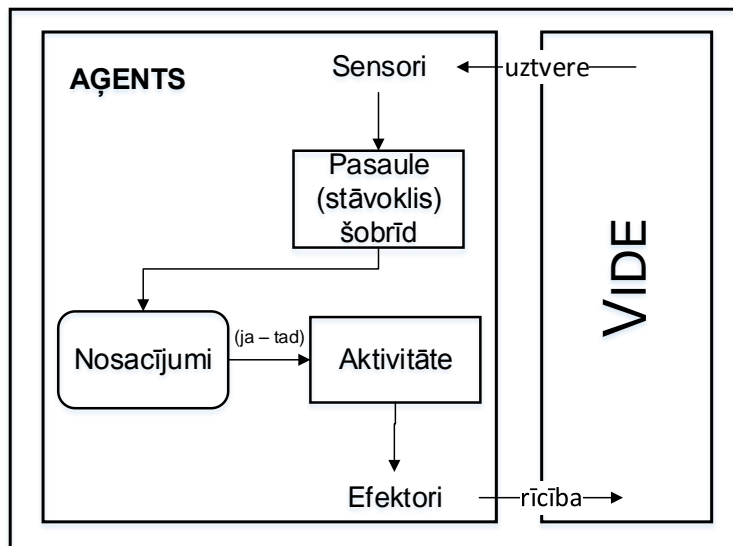 AĢENTS
Sensori
uztvere
Pasaule
(stāvoklis)
šobrīd
VIDE
Nosacījumi
(ja – tad)
Aktivitāte
Efektori
rīcība